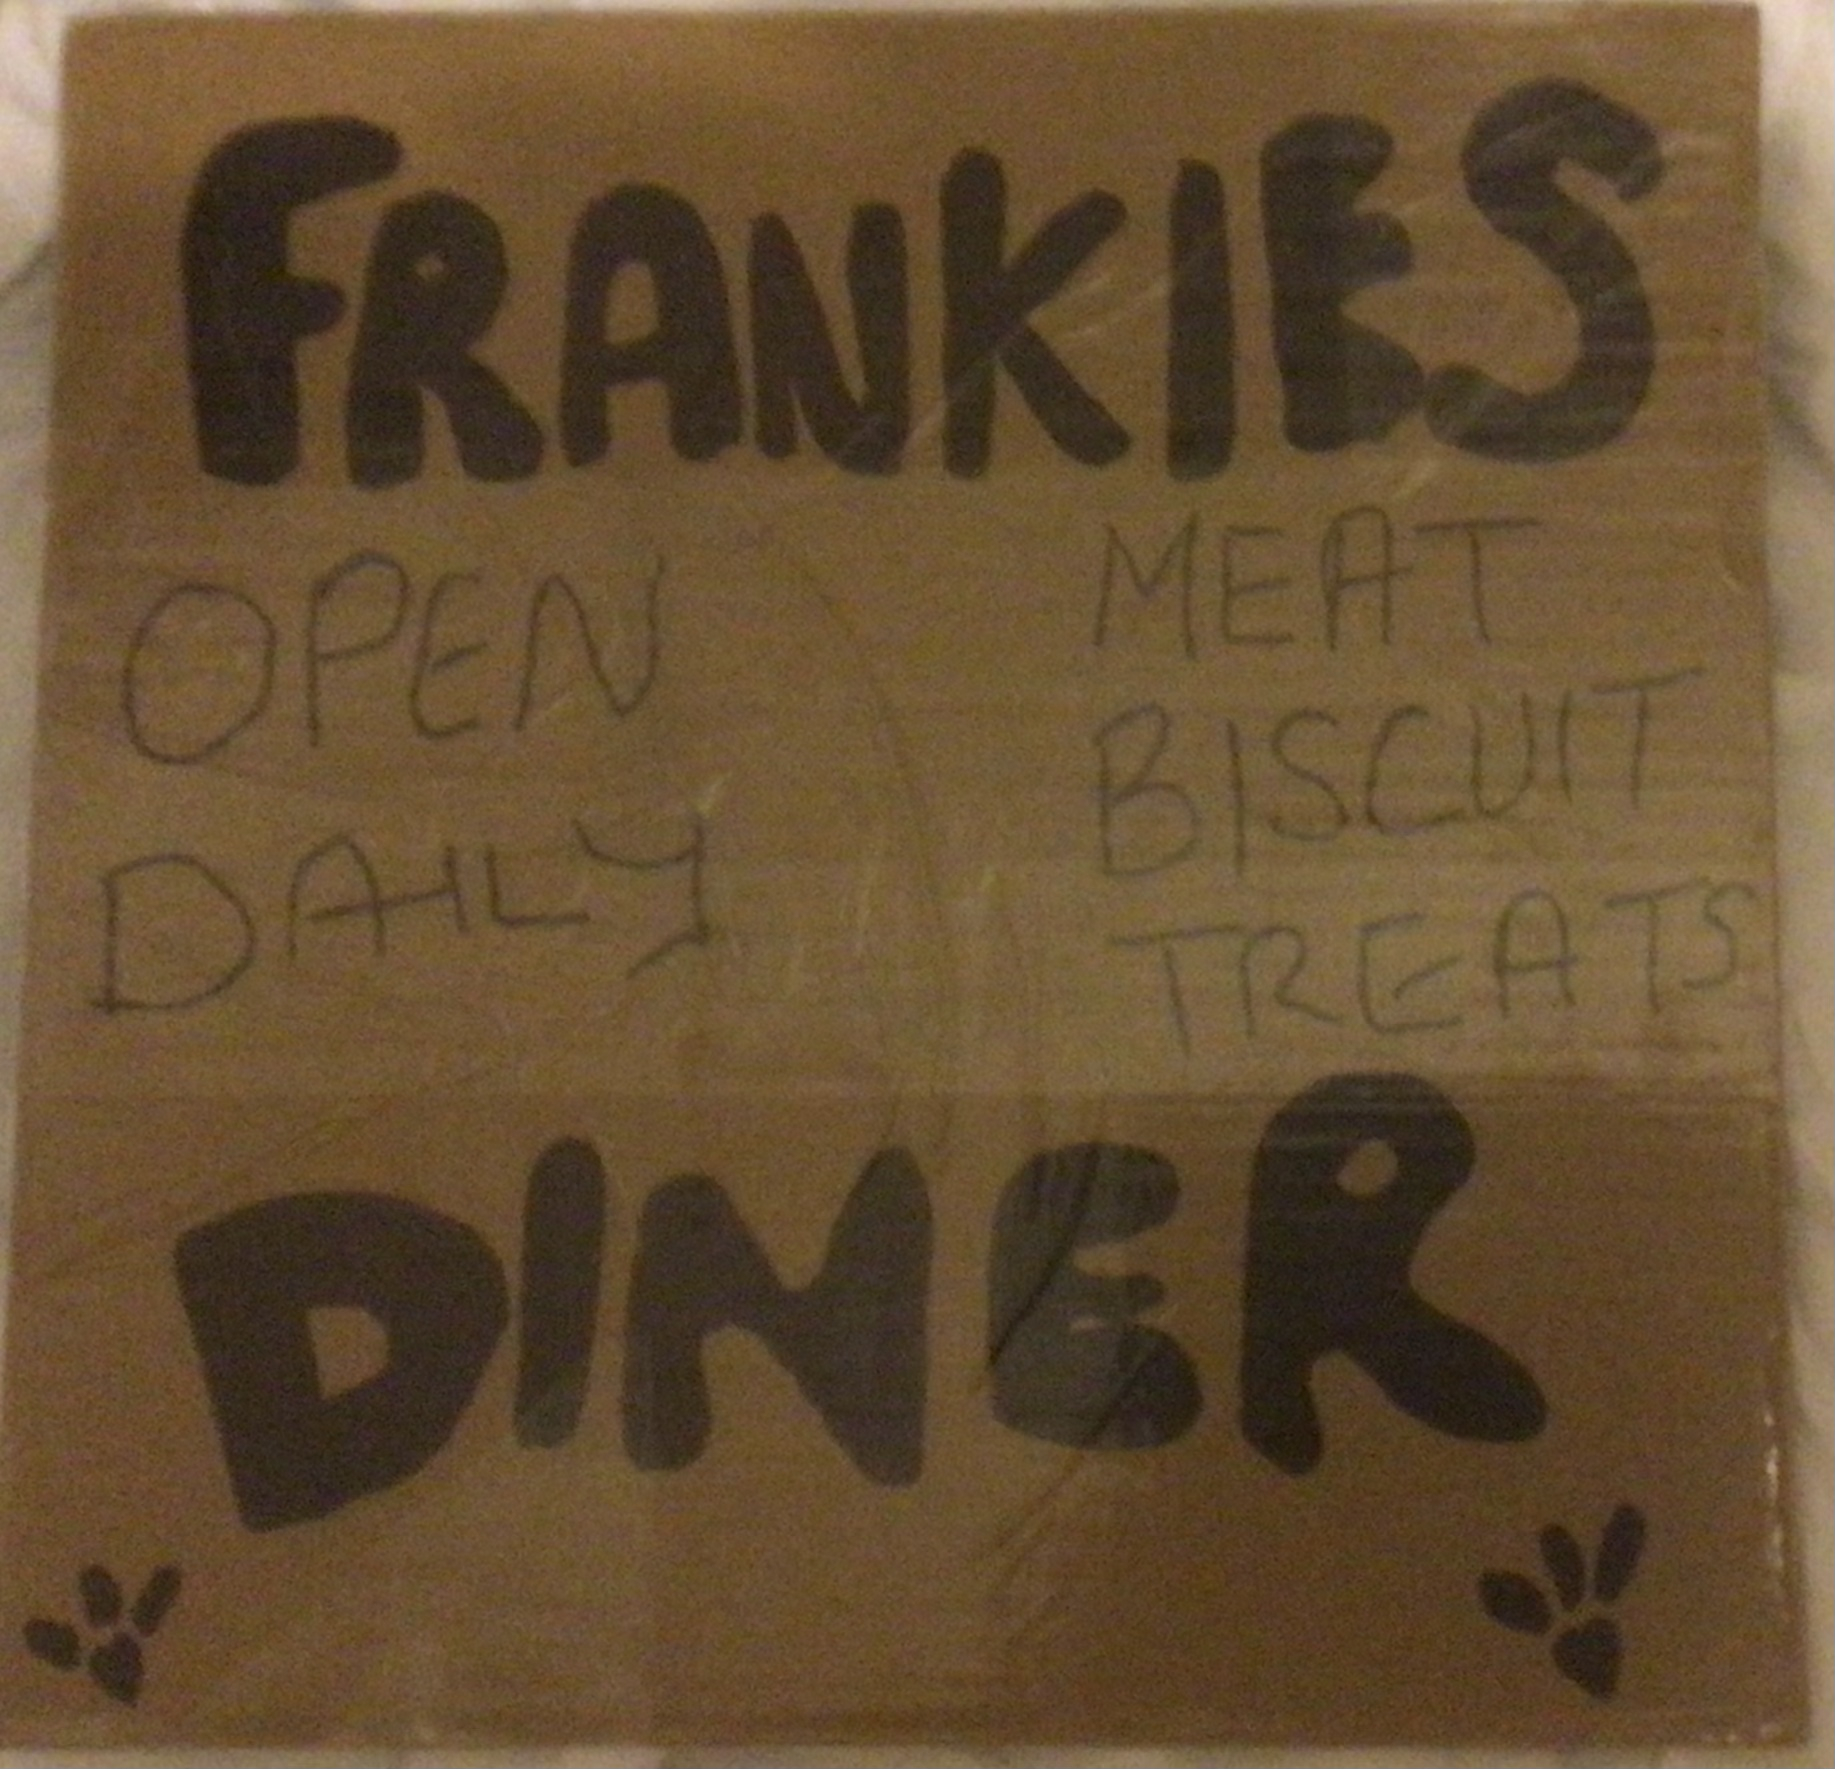 FRANKIES
OPEN
DAILY
MEAT
BISCUIT
TREATS
DINER